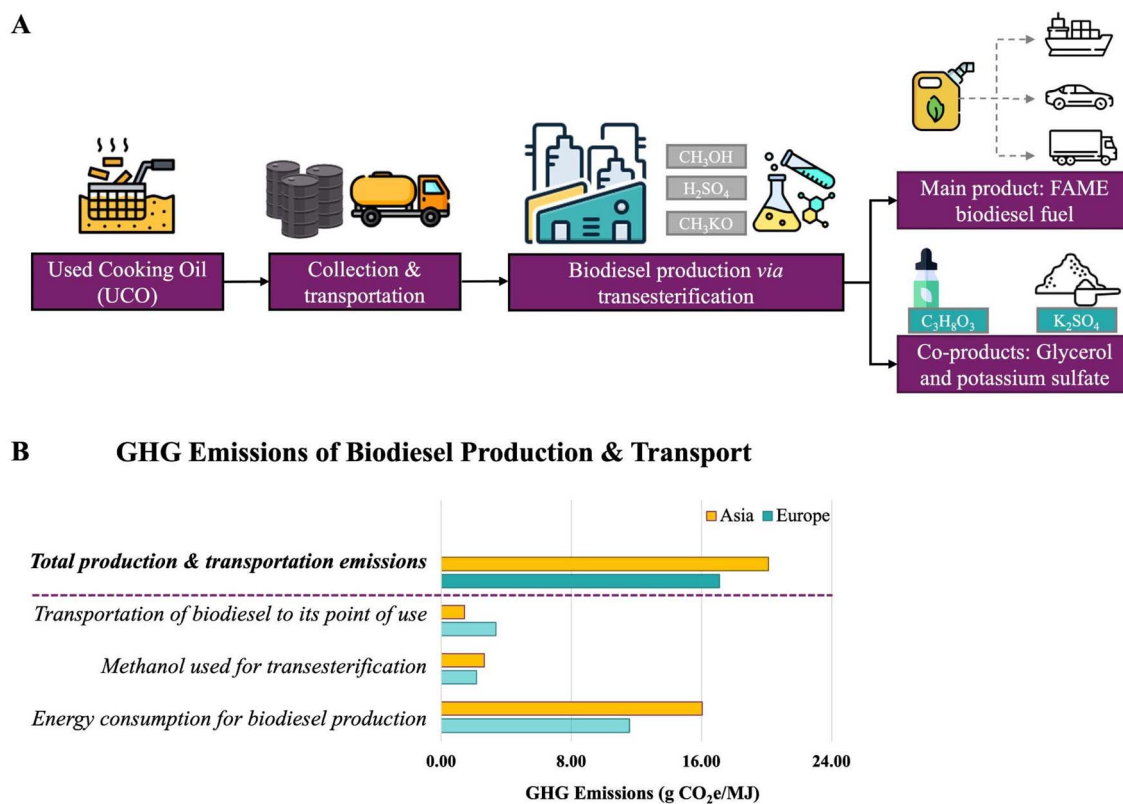 A
CH₃OH
H₂SO₄
CH₃KO
Used Cooking Oil
(UCO)
Collection &
transportation
Biodiesel production via
transesterification
Main product: FAME
biodiesel fuel
C₃H₈O₃
K₂SO₄
Co-products: Glycerol
and potassium sulfate
B
GHG Emissions of Biodiesel Production & Transport
Asia
Europe
Total production & transportation emissions
Transportation of biodiesel to its point of use
Methanol used for transesterification
Energy consumption for biodiesel production
0.00 8.00 16.00 24.00
GHG Emissions (g CO₂e/MJ)